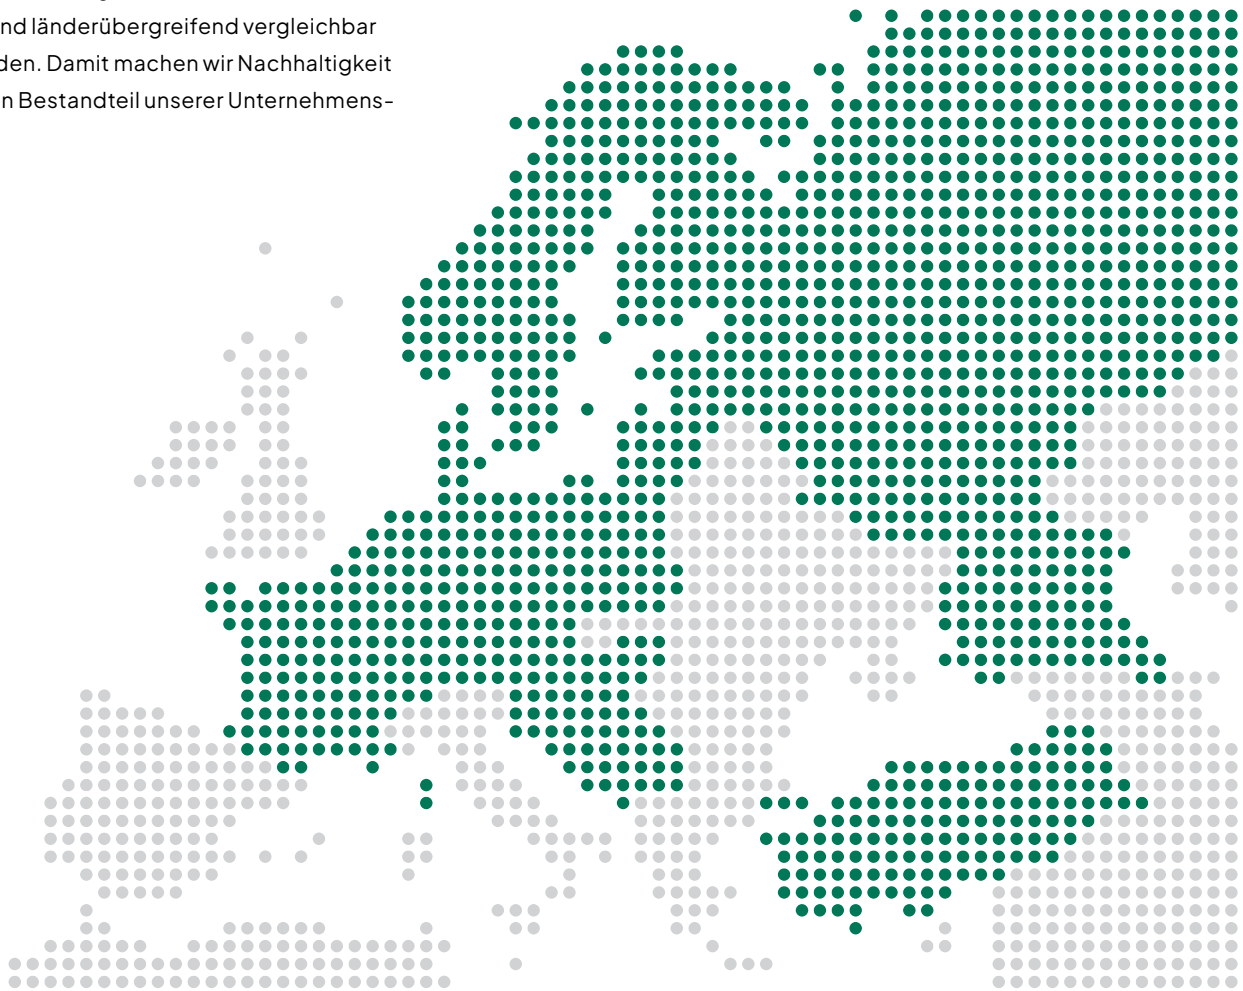 nd länderübergreifend vergleichbar
den. Damit machen wir Nachhaltigkeit
n Bestandteil unserer Unternehmens-